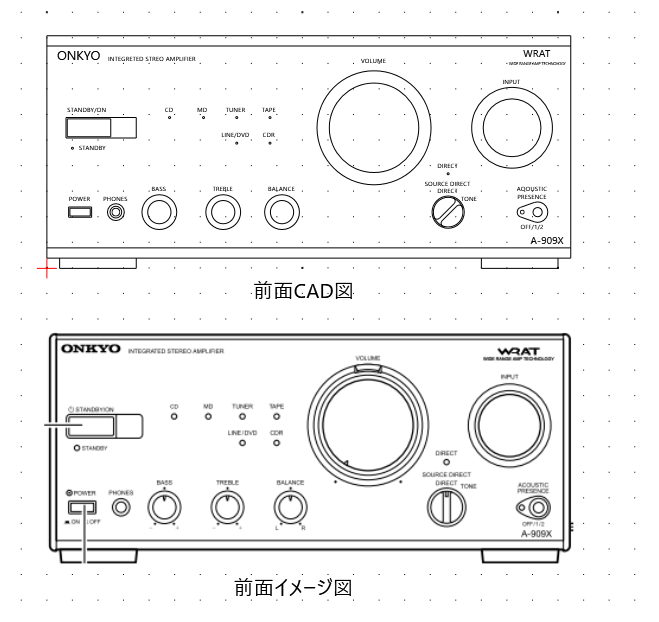 ONKYO INTEGRETED STREO AMPLIFIER
WRAT
WIDE RANGE AMP TECHNOLOGY
VOLUME
INPUT
STANDBY/ON
CD MD TUNER TAPE
LINE/DVD CDR
STANDBY
DIRECT
SOURCE DIRECT
DIRECT
TONE
POWER PHONES BASS TREBLE BALANCE
AQOUSTIC
PRESENCE
OFF/1/2
A-909X
前面CAD図
ONKYO INTEGRATED STEREO AMPLIFIER
WRAT
WIDE RANGE AMP TECHNOLOGY
VOLUME
INPUT
STANDBY/ON
CD MD TUNER TAPE
LINE/DVD CDR
STANDBY
DIRECT
SOURCE DIRECT
DIRECT TONE
POWER PHONES BASS TREBLE BALANCE
ACOUSTIC
PRESENCE
ON OFF
- + - + L R
OFF/1/2
A-909X
前面イメージ図